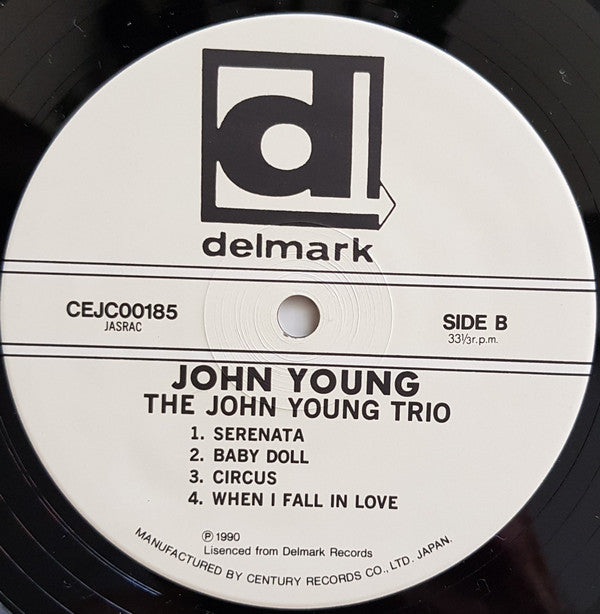 d
delmark
CEJC00185
JASRAC
SIDE B
33⅓r.p.m.
JOHN YOUNG
THE JOHN YOUNG TRIO
1. SERENATA
2. BABY DOLL
3. CIRCUS
4. WHEN I FALL IN LOVE
℗ 1990
Lisenced from Delmark Records
MANUFACTURED BY CENTURY RECORDS CO., LTD. JAPAN.